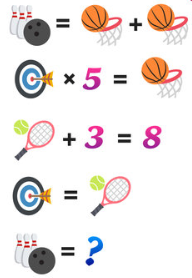 = +
× 5 =
+ 3 = 8
=
= ?